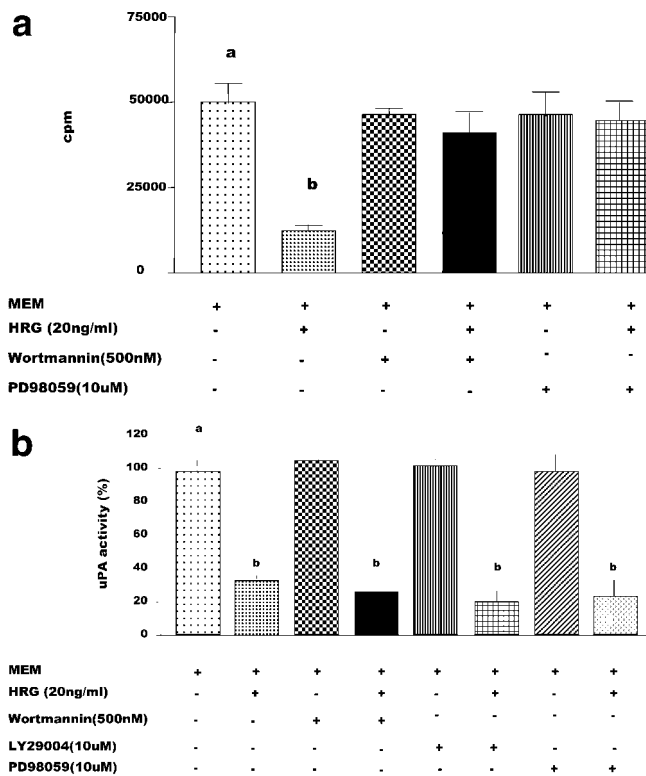 a
75000
a
50000
cpm
b
25000
0
MEM + + + + + +
HRG (20ng/ml) - + - + - +
Wortmannin(500nM) - - + + - -
PD98059(10uM) - - - - + +
b
120
a
100
uPA activity (%)
80
60
40
b b b b
20
0
MEM + + + + + + + +
HRG (20ng/ml) - + - + - + - +
Wortmannin(500nM) - - + + - - - -
LY29004(10uM) - - - - + + - -
PD98059(10uM) - - - - - - + +